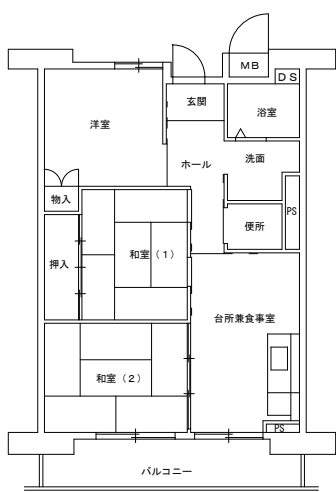 MB
DS
玄関
浴室
洋室
ホール
洗面
物入
PS
便所
押入
和室（1）
台所兼食事室
和室（2）
PS
バルコニー